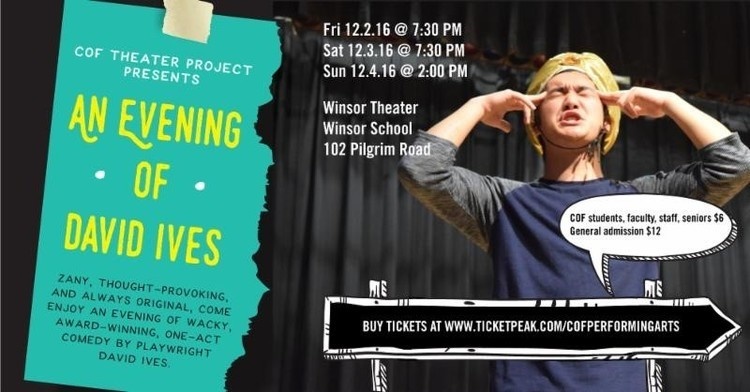 COF THEATER PROJECT
PRESENTS
AN EVENING
OF
DAVID IVES
ZANY, THOUGHT-PROVOKING,
AND ALWAYS ORIGINAL, COME
ENJOY AN EVENING OF WACKY,
AWARD-WINNING, ONE-ACT
COMEDY BY PLAYWRIGHT
DAVID IVES.
Fri 12.2.16 @ 7:30 PM
Sat 12.3.16 @ 7:30 PM
Sun 12.4.16 @ 2:00 PM
Winsor Theater
Winsor School
102 Pilgrim Road
COF students, faculty, staff, seniors $6
General admission $12
BUY TICKETS AT WWW.TICKETPEAK.COM/COFPERFORMINGARTS